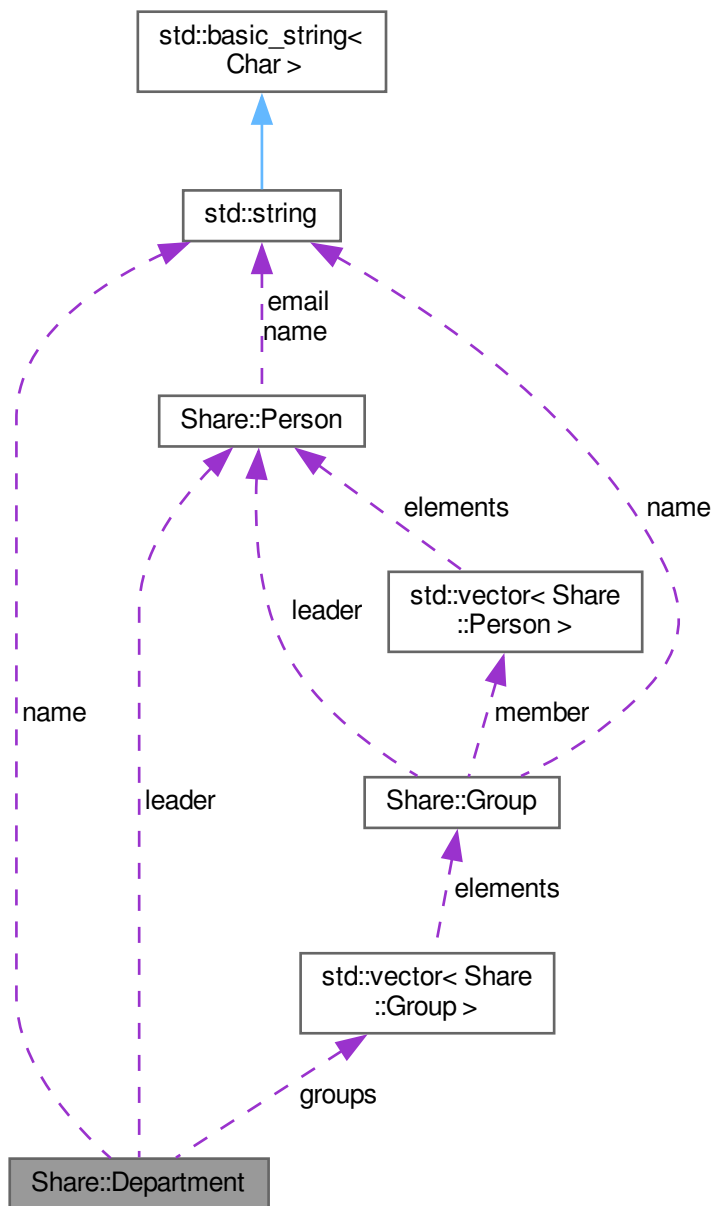 std::basic_string<
Char >
std::string
email
name
Share::Person
elements
name
std::vector< Share
::Person >
leader
member
name
leader
Share::Group
elements
std::vector< Share
::Group >
groups
Share::Department